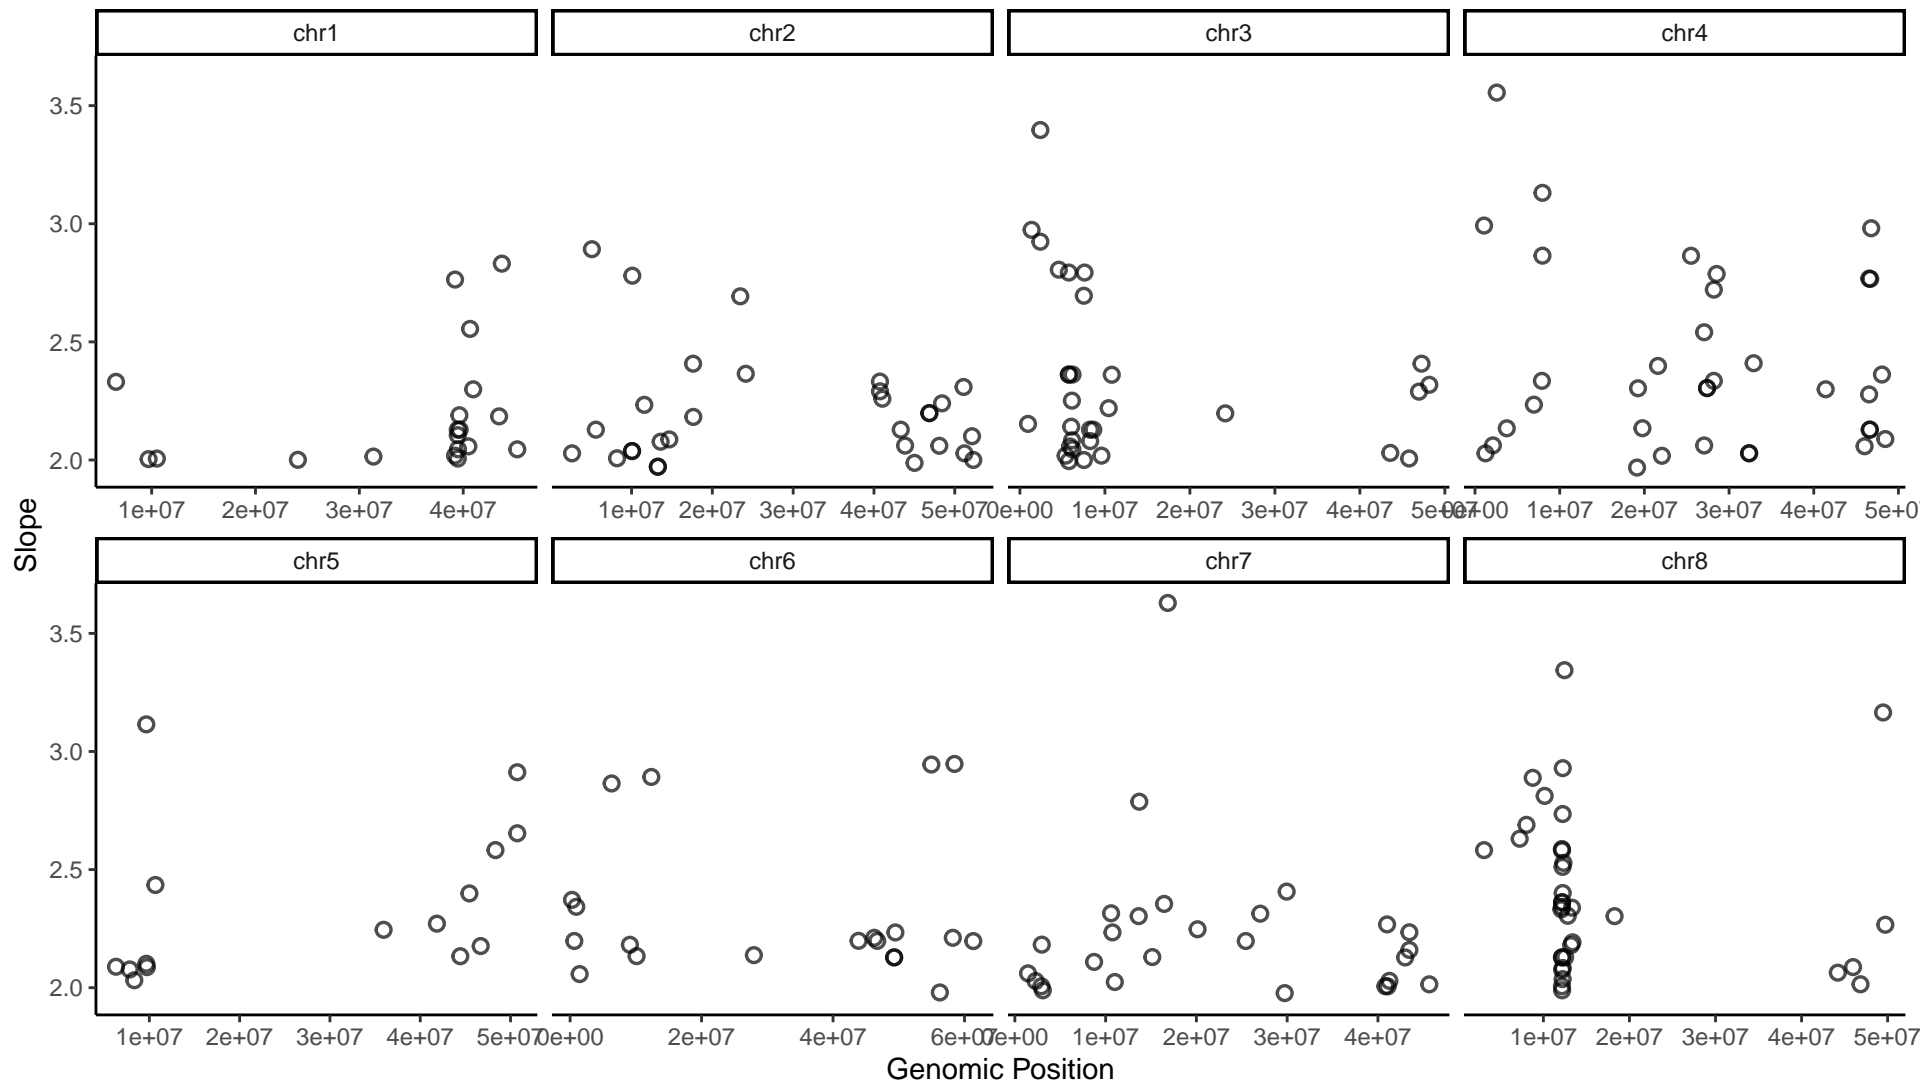 chr1 chr2 chr3 chr4
3.5
3.0
2.5
2.0
1e+07 2e+07 3e+07 4e+07 1e+07 2e+07 3e+07 4e+07 5e+07 0e+00 1e+07 2e+07 3e+07 4e+07 5e+07 0e+00 1e+07 2e+07 3e+07 4e+07 5e+0
Slope
chr5 chr6 chr7 chr8
3.5
3.0
2.5
2.0
1e+07 2e+07 3e+07 4e+07 5e+07 0e+00 2e+07 4e+07 6e+07 0e+00 1e+07 2e+07 3e+07 4e+07 1e+07 2e+07 3e+07 4e+07 5e+07
Genomic Position